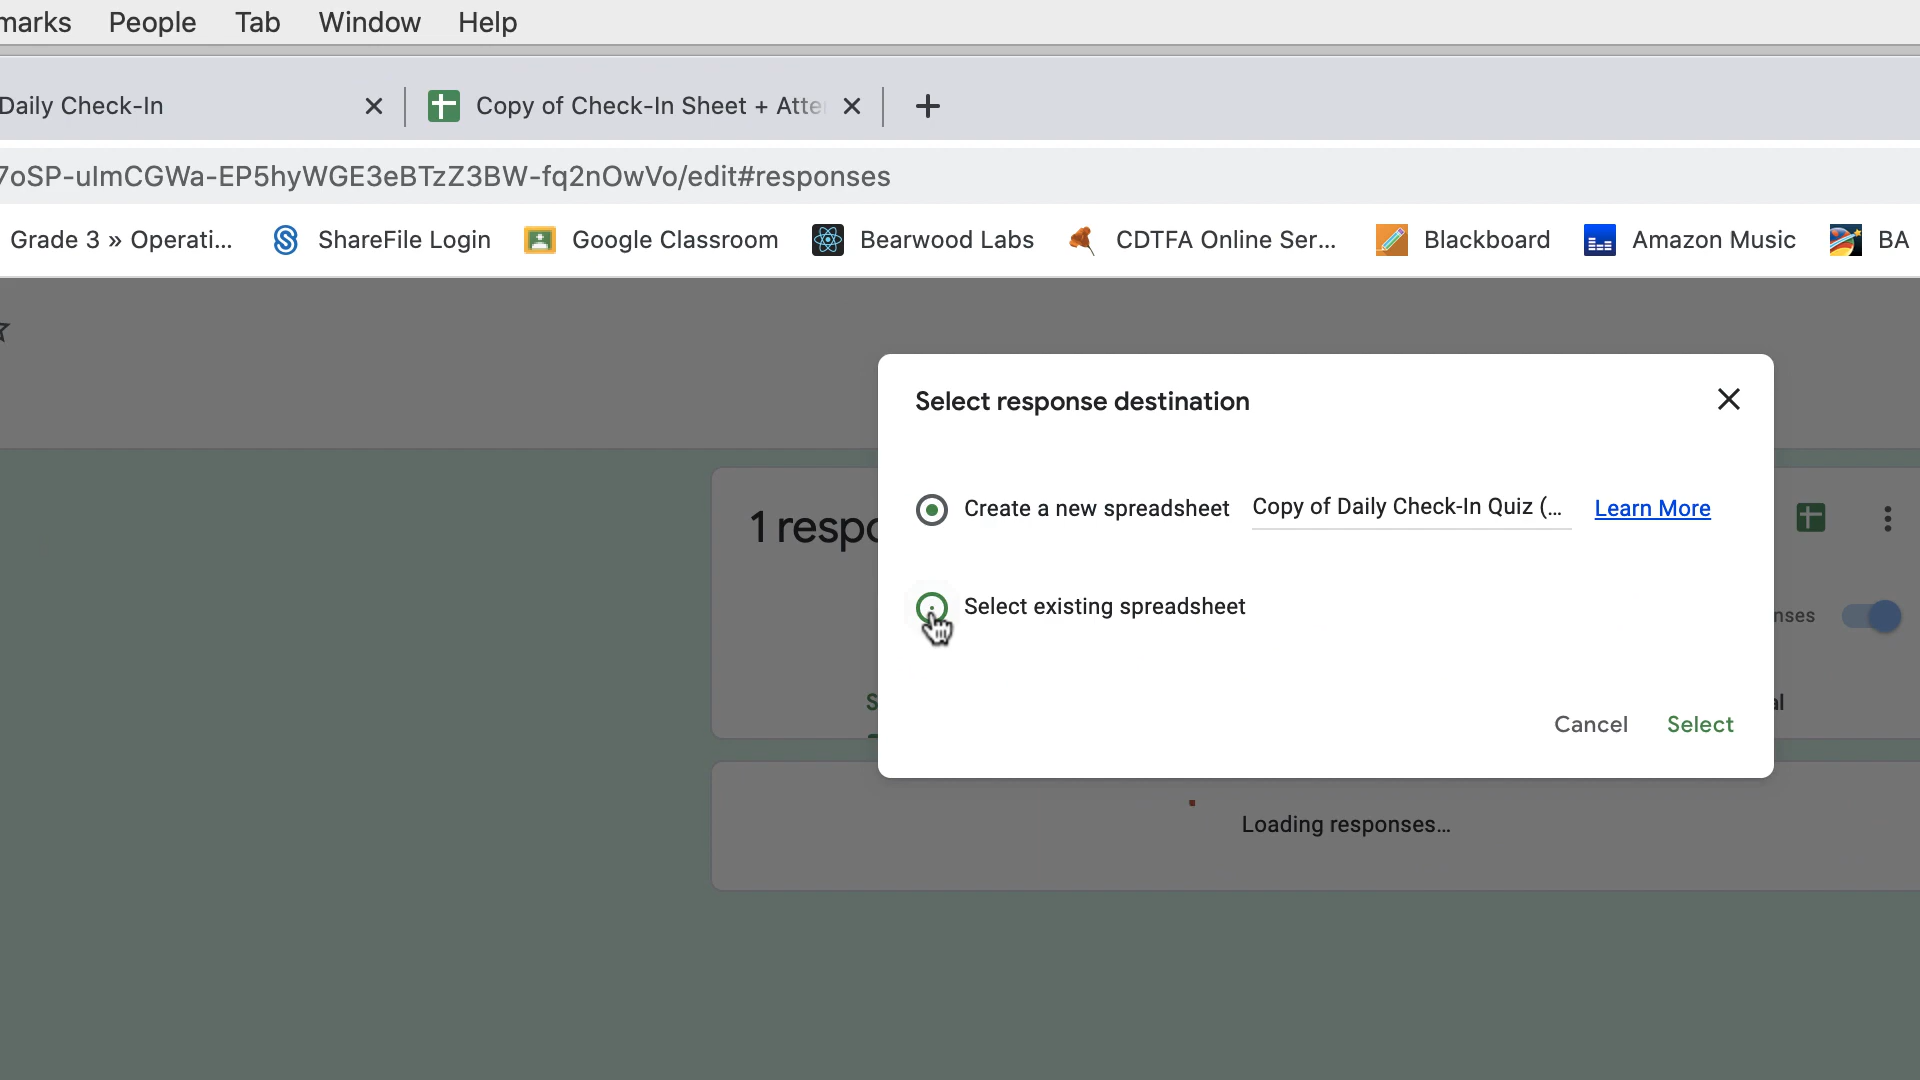 marks People Tab Window Help
Daily Check-In
Copy of Check-In Sheet + Atte
7oSP-uImCGWa-EP5hyWGE3eBTzZ3BW-fq2nOwVo/edit#responses
Grade 3 » Operati... ShareFile Login Google Classroom Bearwood Labs CDTFA Online Ser... Blackboard Amazon Music BA
Select response destination
Create a new spreadsheet Copy of Daily Check-In Quiz (... Learn More
1 respo
Select existing spreadsheet
nses
S
al
Cancel Select
Loading responses...